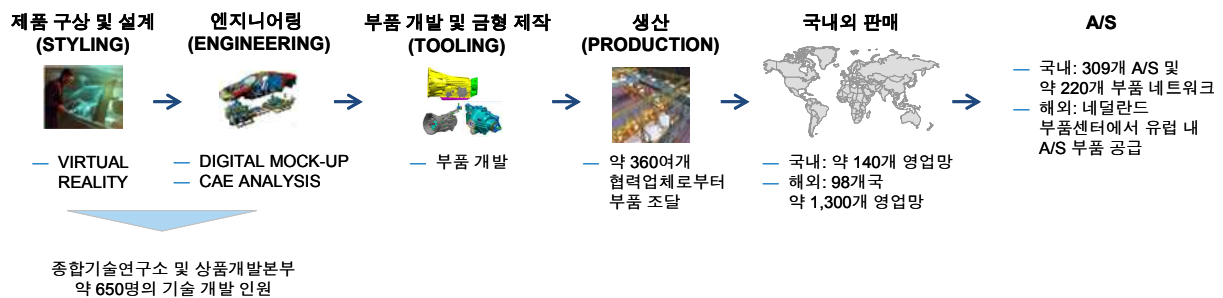 제품 구상 및 설계
(STYLING)
— VIRTUAL
REALITY
엔지니어링
(ENGINEERING)
— DIGITAL MOCK-UP
— CAE ANALYSIS
종합기술연구소 및 상품개발본부
약 650명의 기술 개발 인원
부품 개발 및 금형 제작
(TOOLING)
— 부품 개발
생산
(PRODUCTION)
— 약 360여개
협력업체로부터
부품 조달
국내외 판매
— 국내: 약 140개 영업망
— 해외: 98개국
약 1,300개 영업망
A/S
— 국내: 309개 A/S 및
약 220개 부품 네트워크
— 해외: 네덜란드
부품센터에서 유럽 내
A/S 부품 공급